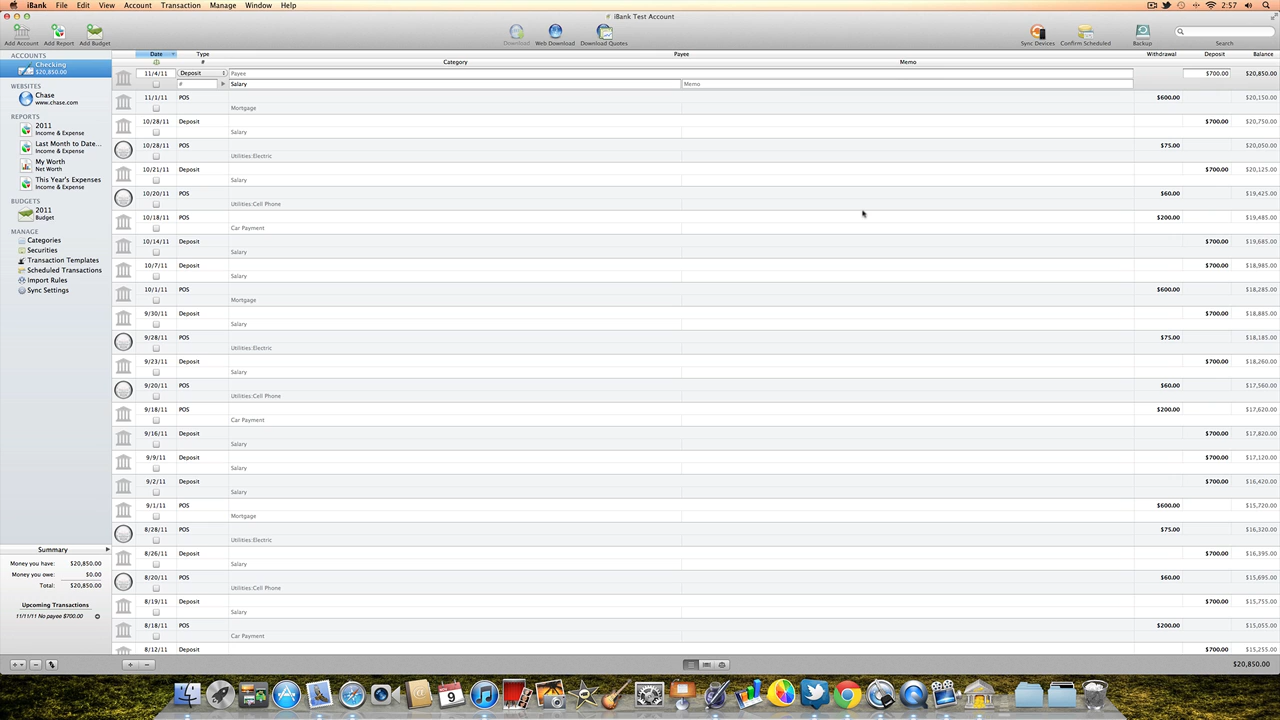 iBank File Edit View Account Transaction Manage Window Help 2:57
iBank Test Account
Add Account Add Report Add Budget Download Web Download Download Quotes Sync Devices Confirm Scheduled Backup Search
ACCOUNTS
Checking
$20,850.00
WEBSITES
Chase
www.chase.com
REPORTS
2011
Income & Expense
Last Month to Date...
Income & Expense
My Worth
Net Worth
This Year's Expenses
Income & Expense
BUDGETS
2011
Budget
MANAGE
Categories
Securities
Transaction Templates
Scheduled Transactions
Import Rules
Sync Settings
Summary
Money you have: $20,850.00
Money you owe: $0.00
Total: $20,850.00
Upcoming Transactions
11/11/11 No payee $700.00
Date Type Payee Withdrawal Deposit Balance
# Category Memo
11/4/11 Deposit Payee $700.00 $20,850.00
# Salary Memo
11/1/11 POS $600.00 $20,150.00
Mortgage
10/28/11 Deposit $700.00 $20,750.00
Salary
10/28/11 POS $75.00 $20,050.00
Utilities:Electric
10/21/11 Deposit $700.00 $20,125.00
Salary
10/20/11 POS $60.00 $19,425.00
Utilities:Cell Phone
10/18/11 POS $200.00 $19,485.00
Car Payment
10/14/11 Deposit $700.00 $19,685.00
Salary
10/7/11 Deposit $700.00 $18,985.00
Salary
10/1/11 POS $600.00 $18,285.00
Mortgage
9/30/11 Deposit $700.00 $18,885.00
Salary
9/28/11 POS $75.00 $18,185.00
Utilities:Electric
9/23/11 Deposit $700.00 $18,260.00
Salary
9/20/11 POS $60.00 $17,560.00
Utilities:Cell Phone
9/18/11 POS $200.00 $17,620.00
Car Payment
9/16/11 Deposit $700.00 $17,820.00
Salary
9/9/11 Deposit $700.00 $17,120.00
Salary
9/2/11 Deposit $700.00 $16,420.00
Salary
9/1/11 POS $600.00 $15,720.00
Mortgage
8/28/11 POS $75.00 $16,320.00
Utilities:Electric
8/26/11 Deposit $700.00 $16,395.00
Salary
8/20/11 POS $60.00 $15,695.00
Utilities:Cell Phone
8/19/11 Deposit $700.00 $15,755.00
Salary
8/18/11 POS $200.00 $15,055.00
Car Payment
8/12/11 Deposit $700.00 $15,255.00
$20,850.00
9